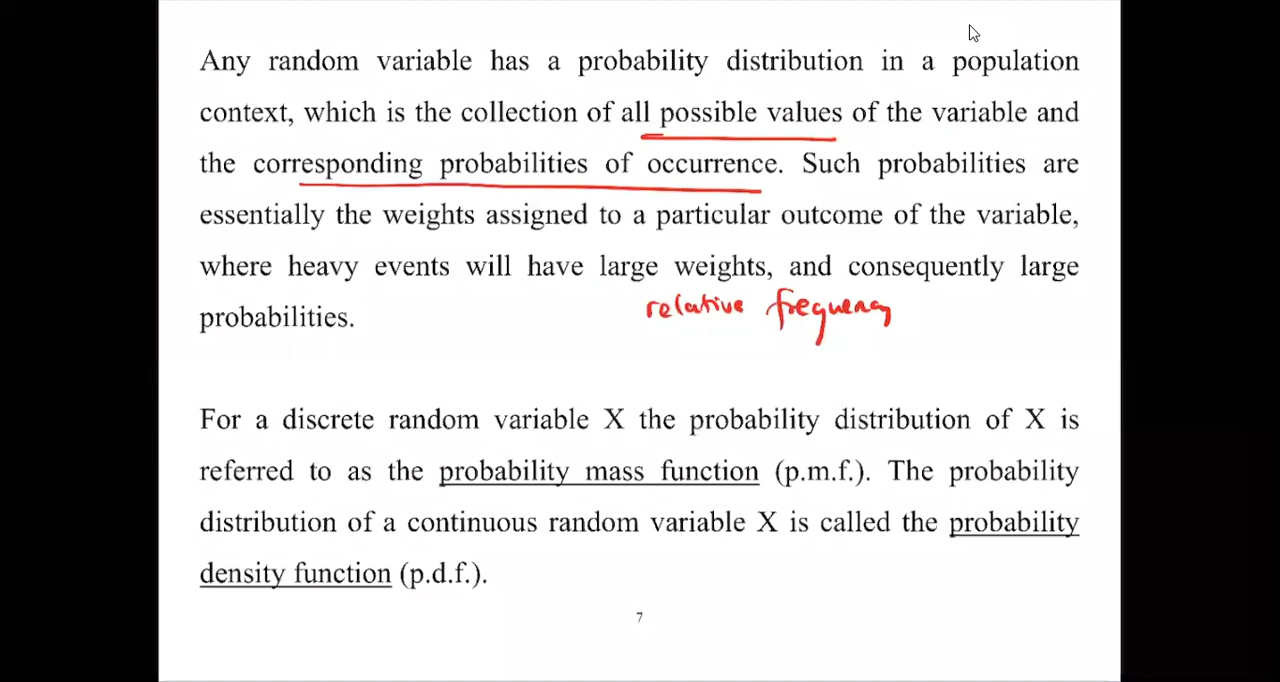 Any random variable has a probability distribution in a population
context, which is the collection of all possible values of the variable and
the corresponding probabilities of occurrence. Such probabilities are
essentially the weights assigned to a particular outcome of the variable,
where heavy events will have large weights, and consequently large
relative frequency
probabilities.
For a discrete random variable X the probability distribution of X is
referred to as the probability mass function (p.m.f.). The probability
distribution of a continuous random variable X is called the probability
density function (p.d.f.).
7